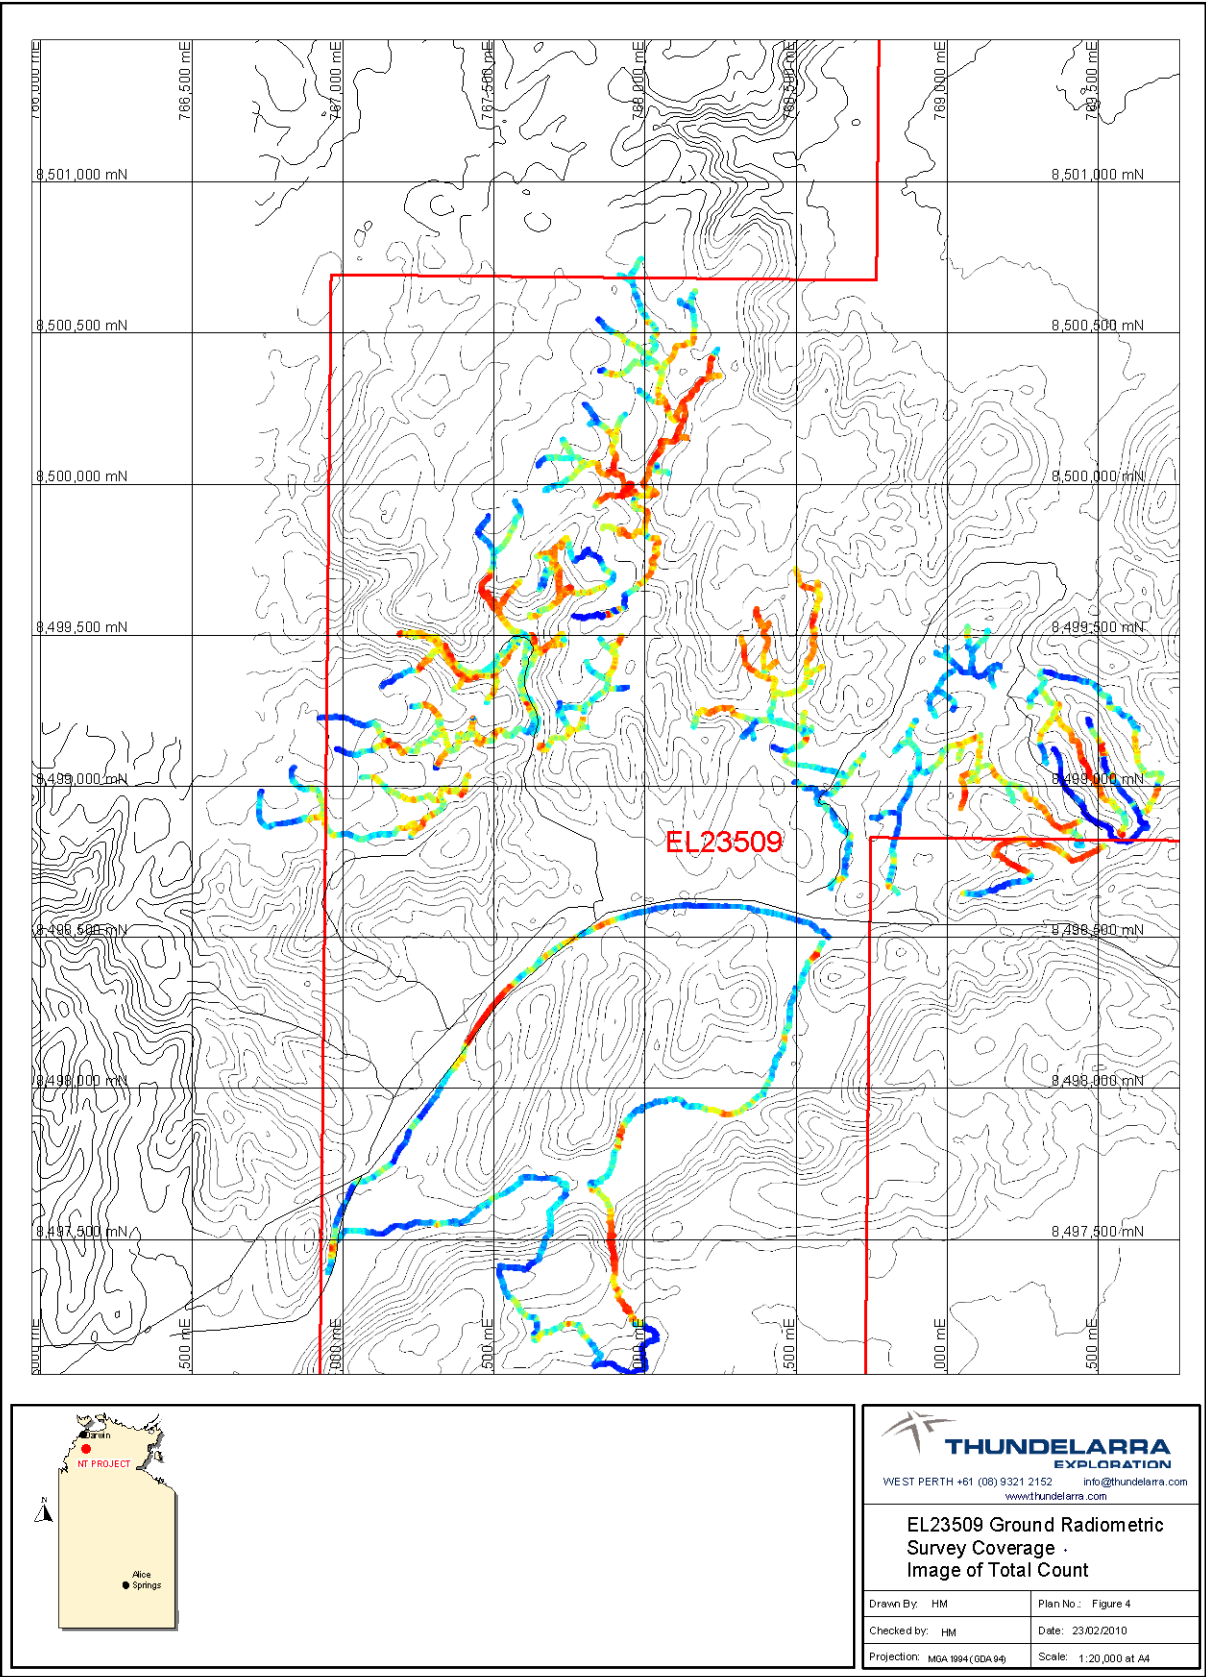 766,000 mE
766,500 mE
767,000 mE
767,500 mE
768,000 mE
768,500 mE
769,000 mE
769,500 mE
8,501,000 mN
8,501,000 mN
8,500,500 mN
8,500,500 mN
8,500,000 mN
8,500,000 mN
8,499,500 mN
8,499,500 mN
8,499,000 mN
8,499,000 mN
EL23509
8,498,500 mN
8,498,500 mN
8,498,000 mN
8,498,000 mN
8,497,500 mN
8,497,500 mN
,000 mE
,500 mE
,000 mE
,500 mE
,000 mE
,500 mE
,000 mE
,500 mE
Darwin
NT PROJECT
N
Alice
Springs
THUNDELARRA
EXPLORATION
WEST PERTH +61 (08) 9321 2152 info@thundelarra.com
www.thundelarra.com
EL23509 Ground Radiometric
Survey Coverage -
Image of Total Count
Drawn By: HM Plan No.: Figure 4
Checked by: HM Date: 23/02/2010
Projection: MGA 1994 (GDA 94) Scale: 1:20,000 at A4